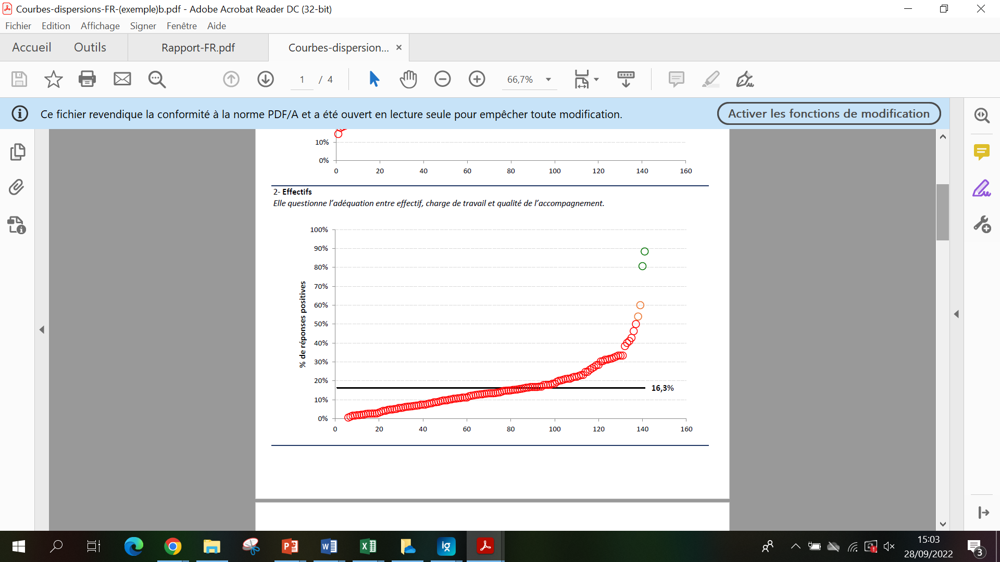 Courbes-dispersions-FR-(exemple)b.pdf - Adobe Acrobat Reader DC (32-bit)
Fichier Edition Affichage Signer Fenêtre Aide
Accueil Outils Rapport-FR.pdf Courbes-dispersion... ×
1 / 4 66,7%
Ce fichier revendique la conformité à la norme PDF/A et a été ouvert en lecture seule pour empêcher toute modification. Activer les fonctions de modification
10%
0%
0 20 40 60 80 100 120 140 160
2- Effectifs
Elle questionne l'adéquation entre effectif, charge de travail et qualité de l'accompagnement.
% de réponses positives
100%
90%
80%
70%
60%
50%
40%
30%
20%
16,3%
10%
0%
0 20 40 60 80 100 120 140 160
15:03
28/09/2022
3